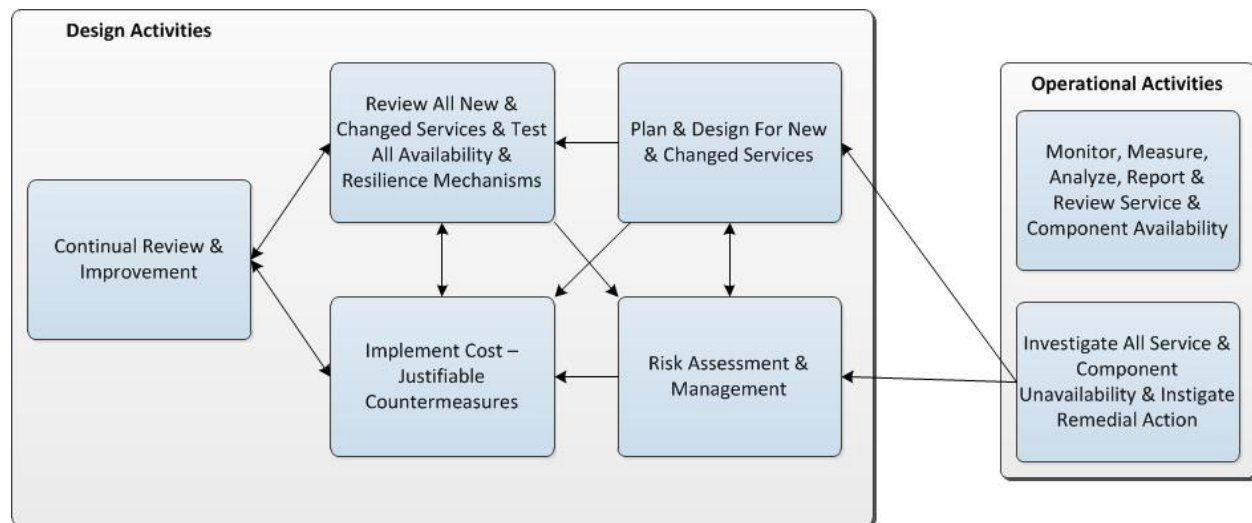 Design Activities
Review All New &
Changed Services & Test
All Availability &
Resilience Mechanisms
Plan & Design For New
& Changed Services
Continual Review &
Improvement
Implement Cost –
Justifiable
Countermeasures
Risk Assessment &
Management
Operational Activities
Monitor, Measure,
Analyze, Report &
Review Service &
Component Availability
Investigate All Service &
Component
Unavailability & Instigate
Remedial Action